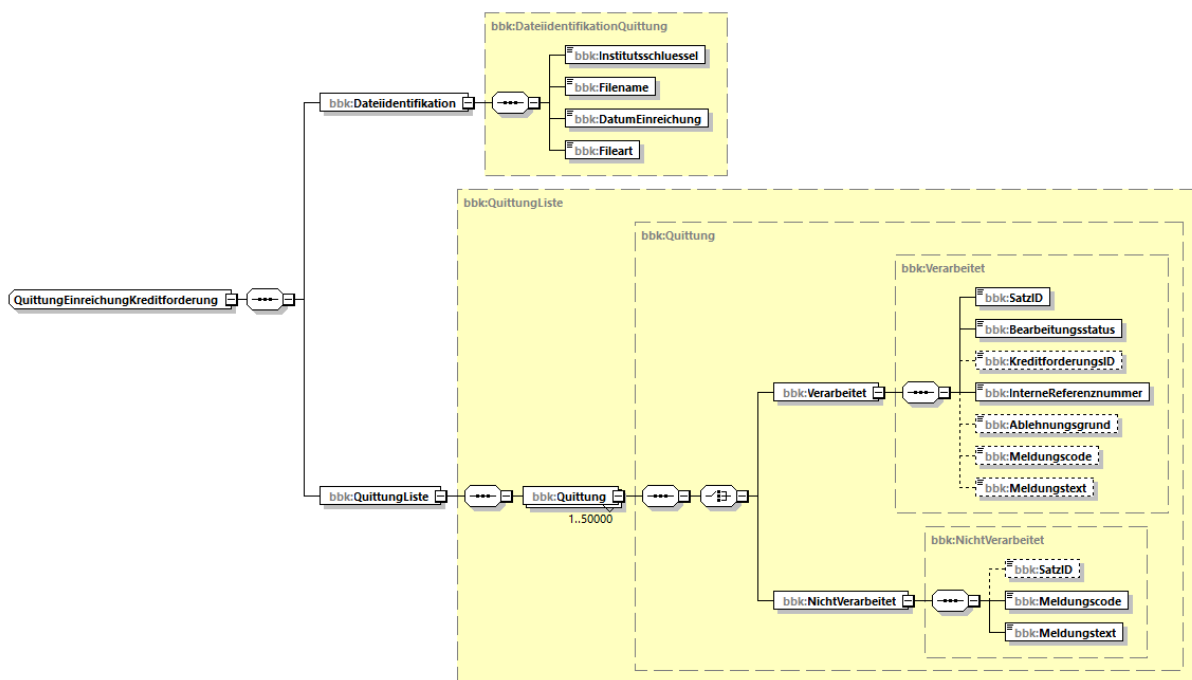 bbk:DateiidentifikationQuittung
bbk:Institutsschluessel
bbk:Filename
bbk:Dateiidentifikation
bbk:DatumEinreichung
bbk:Fileart
bbk:QuittungListe
bbk:Quittung
bbk:Verarbeitet
bbk:SatzID
QuittungEinreichungKreditforderung
bbk:Bearbeitungsstatus
bbk:KreditforderungsID
bbk:Verarbeitet
bbk:InterneReferenznummer
bbk:Ablehnungsgrund
bbk:Meldungscode
bbk:Meldungstext
bbk:QuittungListe
bbk:Quittung
1..50000
bbk:NichtVerarbeitet
bbk:SatzID
bbk:NichtVerarbeitet
bbk:Meldungscode
bbk:Meldungstext